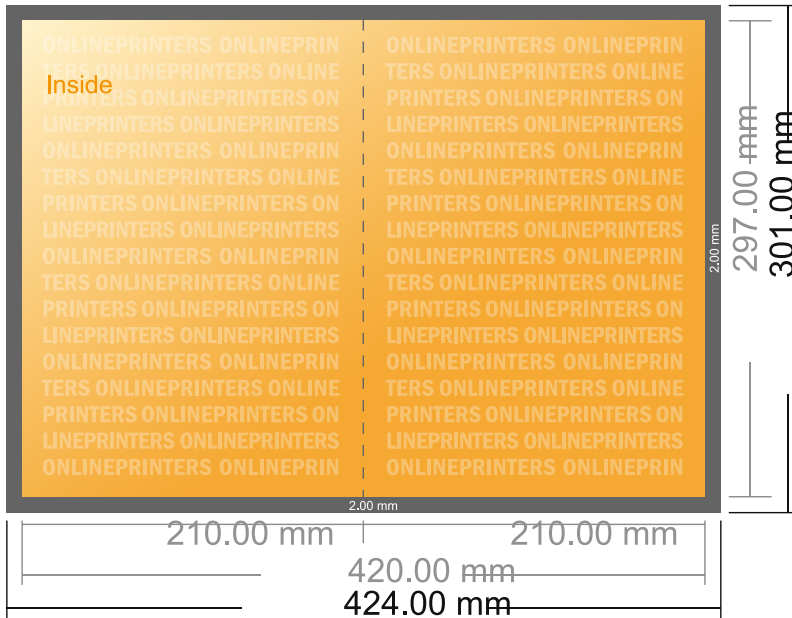 ONLINEPRINTERS ONLINEPRIN
TERS ONLINEPRINTERS ONLINE
Inside
PRINTERS ONLINEPRINTERS ON
LINEPRINTERS ONLINEPRINTERS
ONLINEPRINTERS ONLINEPRIN
TERS ONLINEPRINTERS ONLINE
PRINTERS ONLINEPRINTERS ON
LINEPRINTERS ONLINEPRINTERS
ONLINEPRINTERS ONLINEPRIN
TERS ONLINEPRINTERS ONLINE
PRINTERS ONLINEPRINTERS ON
LINEPRINTERS ONLINEPRINTERS
ONLINEPRINTERS ONLINEPRIN
TERS ONLINEPRINTERS ONLINE
PRINTERS ONLINEPRINTERS ON
LINEPRINTERS ONLINEPRINTERS
ONLINEPRINTERS ONLINEPRIN
ONLINEPRINTERS ONLINEPRIN
TERS ONLINEPRINTERS ONLINE
PRINTERS ONLINEPRINTERS ON
LINEPRINTERS ONLINEPRINTERS
ONLINEPRINTERS ONLINEPRIN
TERS ONLINEPRINTERS ONLINE
PRINTERS ONLINEPRINTERS ON
LINEPRINTERS ONLINEPRINTERS
ONLINEPRINTERS ONLINEPRIN
TERS ONLINEPRINTERS ONLINE
PRINTERS ONLINEPRINTERS ON
LINEPRINTERS ONLINEPRINTERS
ONLINEPRINTERS ONLINEPRIN
TERS ONLINEPRINTERS ONLINE
PRINTERS ONLINEPRINTERS ON
LINEPRINTERS ONLINEPRINTERS
ONLINEPRINTERS ONLINEPRIN
2.00 mm
297.00 mm
301.00 mm
2.00 mm
210.00 mm
210.00 mm
420.00 mm
424.00 mm